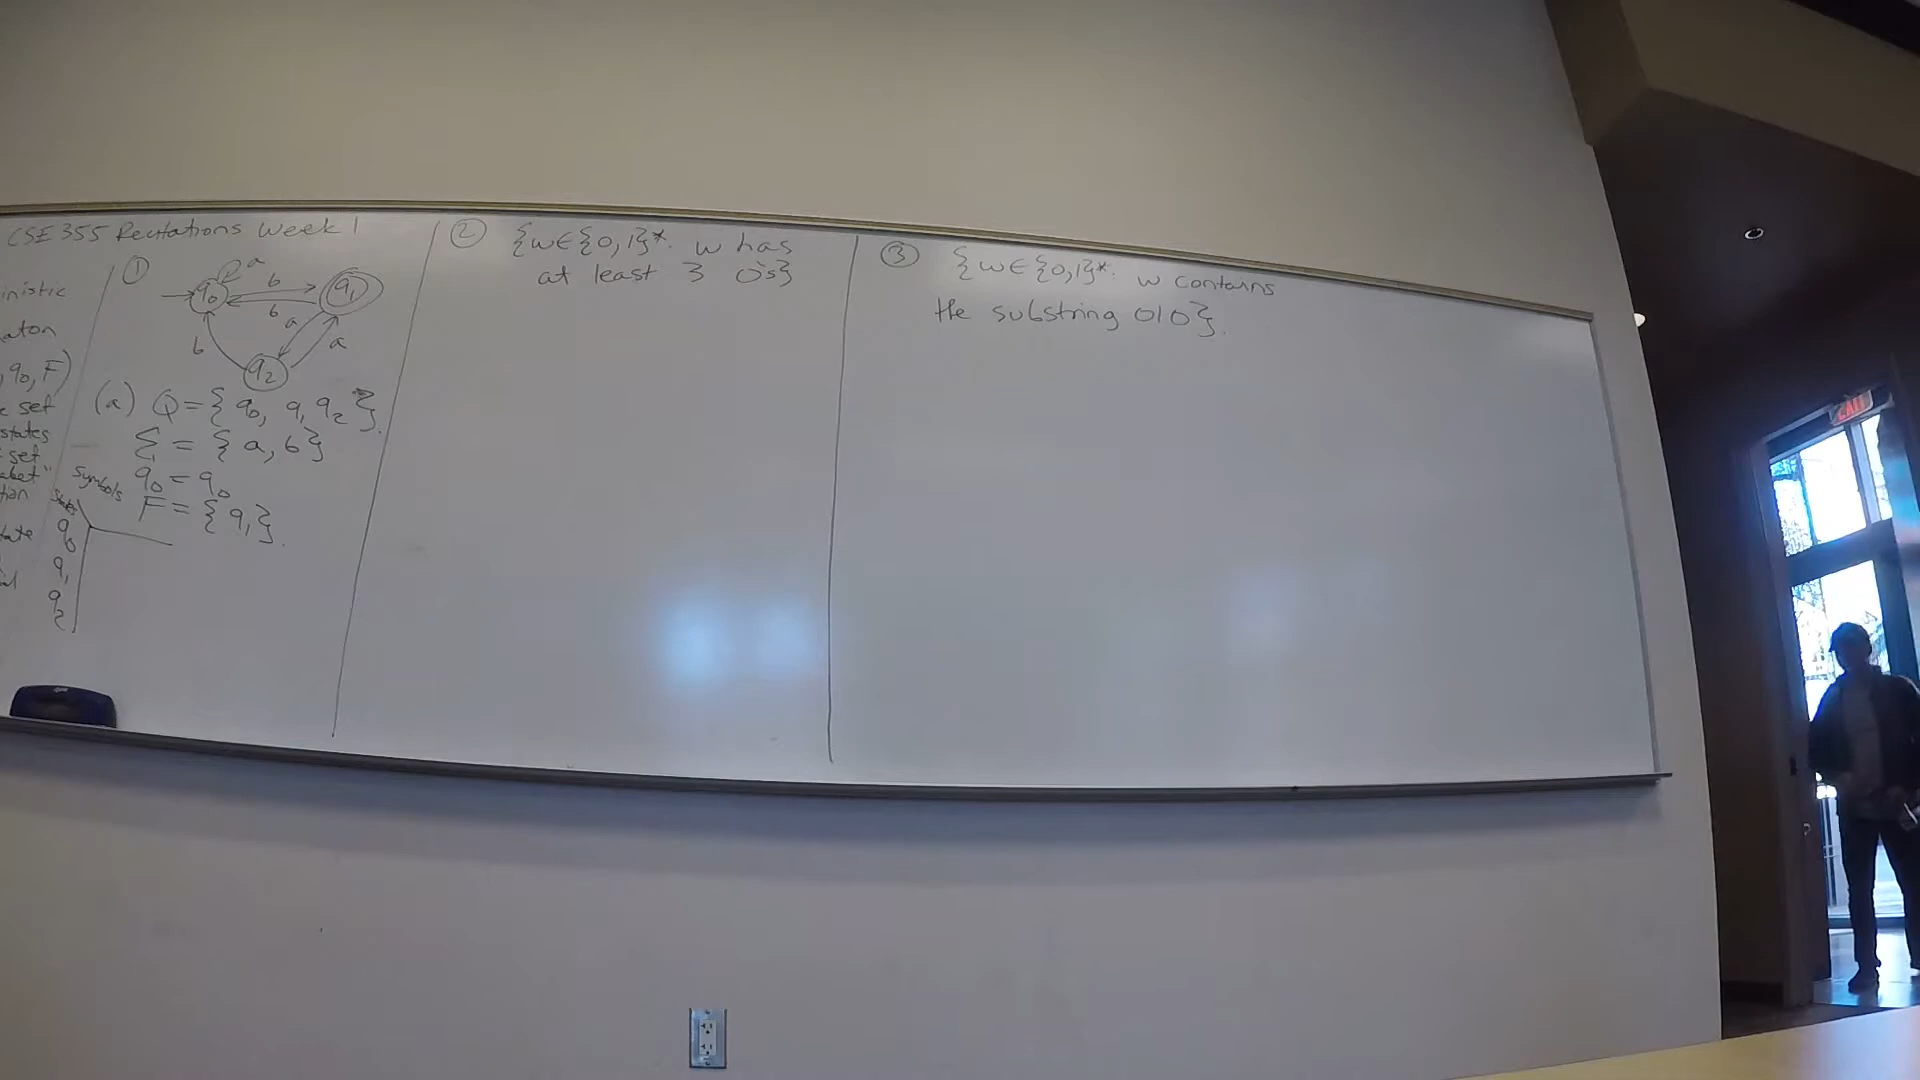 CSE 355 Recitations Week 1
inistic
aton
, q0, F)
set
states
set
abet"
tion
tate
①
a
q0
b
q1
b
a
a
b
q2
(a) Q = { q0, q1 q2 }.
Σ = { a, b }
q0 = q0
F = { q1 }.
Symbols
States
q0
q1
q2
② {w∈{0,1}*: w has
at least 3 0's}
③ {w∈{0,1}*: w contains
the substring 010}.
EXIT